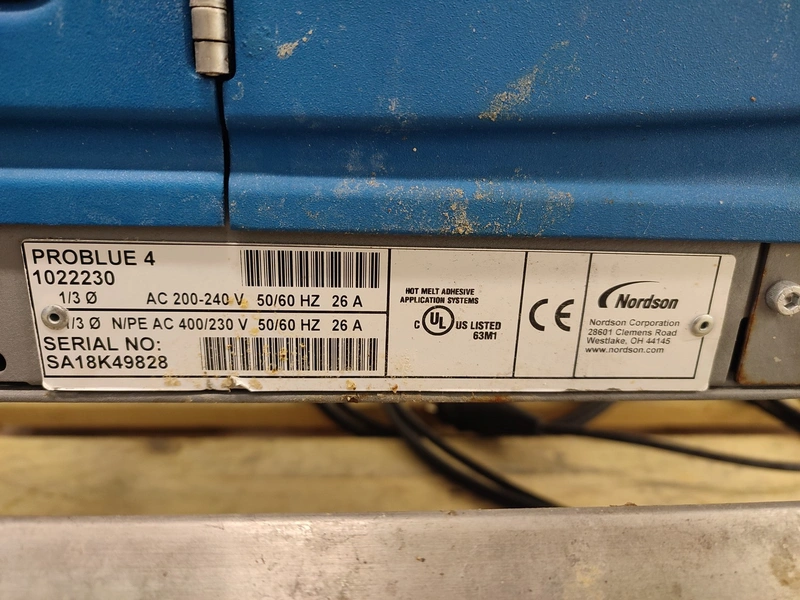 PROBLUE 4
1022230
1/3 Ø AC 200-240 V 50/60 HZ 26 A
1/3 Ø N/PE AC 400/230 V 50/60 HZ 26 A
SERIAL NO:
SA18K49828
HOT MELT ADHESIVE
APPLICATION SYSTEMS
C UL US LISTED
63M1
CE
Nordson
Nordson Corporation
28601 Clemens Road
Westlake, OH 44145
www.nordson.com